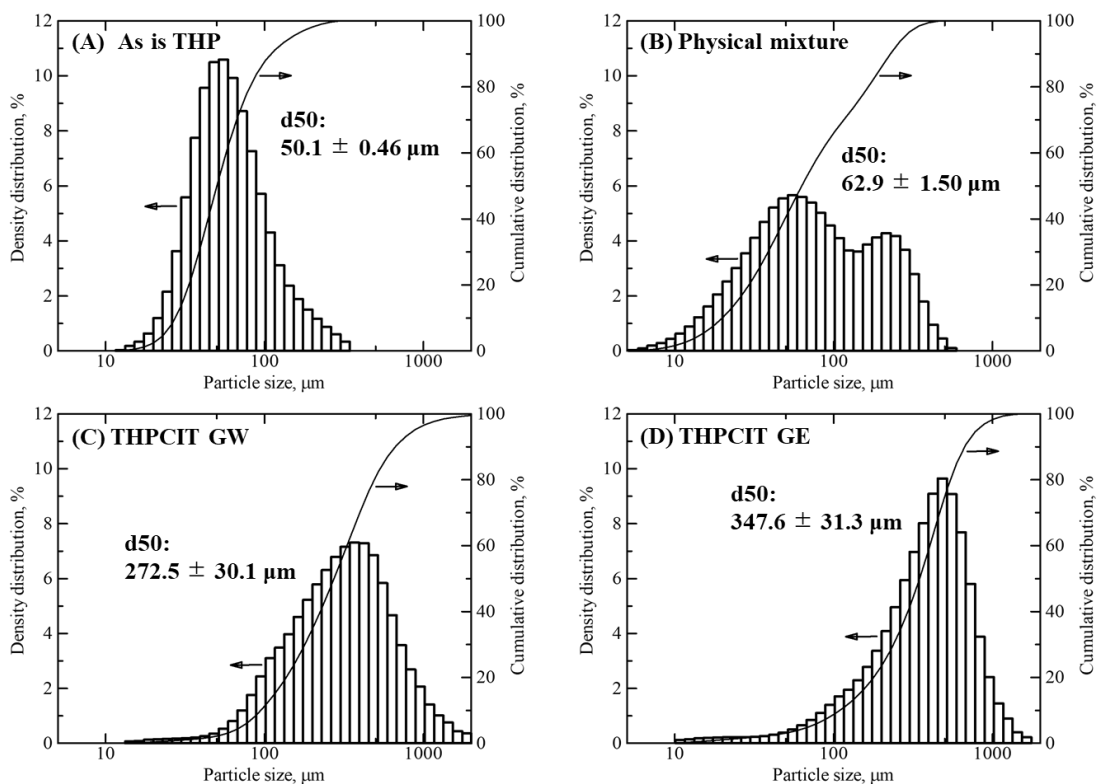 (A) As is THP
d50:
50.1 ± 0.46 μm
Density distribution, %
Cumulative distribution, %
Particle size, μm
0
2
4
6
8
10
12
0
20
40
60
80
100
10
100
1000
(B) Physical mixture
d50:
62.9 ± 1.50 μm
Density distribution, %
Cumulative distribution, %
Particle size, μm
0
2
4
6
8
10
12
0
20
40
60
80
100
10
100
1000
(C) THPCIT GW
d50:
272.5 ± 30.1 μm
Density distribution, %
Cumulative distribution, %
Particle size, μm
0
2
4
6
8
10
12
0
20
40
60
80
100
10
100
1000
(D) THPCIT GE
d50:
347.6 ± 31.3 μm
Density distribution, %
Cumulative distribution, %
Particle size, μm
0
2
4
6
8
10
12
0
20
40
60
80
100
10
100
1000